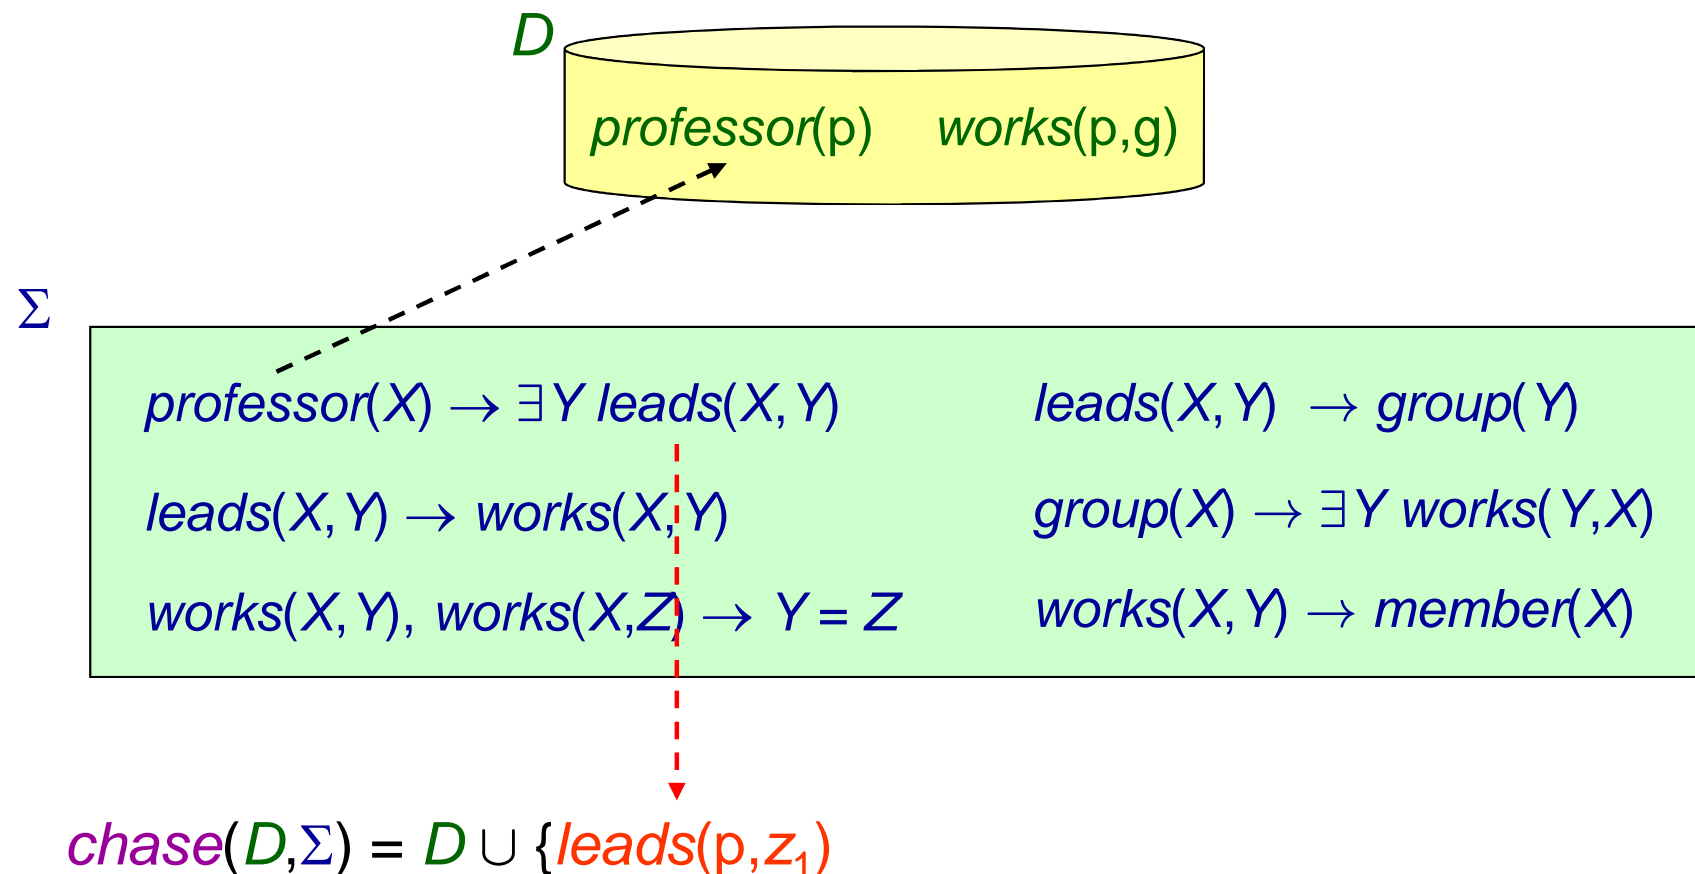 D
professor(p) works(p,g)
Σ
professor(X) → ∃Y leads(X,Y)
leads(X,Y) → group(Y)
leads(X,Y) → works(X,Y)
group(X) → ∃Y works(Y,X)
works(X,Y), works(X,Z) → Y = Z
works(X,Y) → member(X)
chase(D,Σ) = D ∪ {leads(p,z₁)